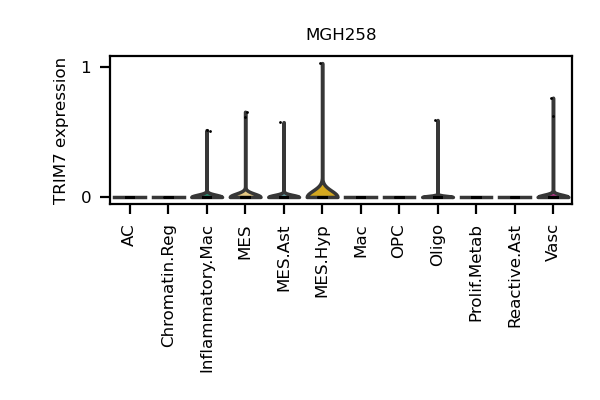 MGH258
TRIM7 expression
1
0
AC
Chromatin.Reg
Inflammatory.Mac
MES
MES.Ast
MES.Hyp
Mac
OPC
Oligo
Prolif.Metab
Reactive.Ast
Vasc